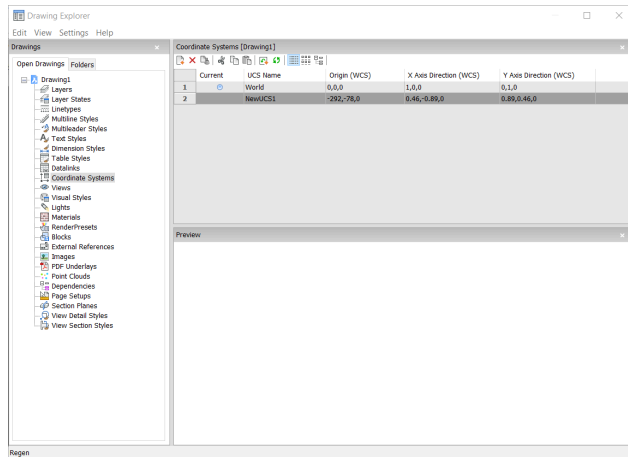 Drawing Explorer
Edit View Settings Help
Drawings
Open Drawings Folders
Drawing1
Layers
Layer States
Linetypes
Multiline Styles
Multileader Styles
Text Styles
Dimension Styles
Table Styles
Datalinks
Coordinate Systems
Views
Visual Styles
Lights
Materials
RenderPresets
Blocks
External References
Images
PDF Underlays
Point Clouds
Dependencies
Page Setups
Section Planes
View Detail Styles
View Section Styles
Coordinate Systems [Drawing1]
Current UCS Name Origin (WCS) X Axis Direction (WCS) Y Axis Direction (WCS)
1 World 0,0,0 1,0,0 0,1,0
2 NewUCS1 -292,-78,0 0.46,-0.89,0 0.89,0.46,0
Preview
Regen